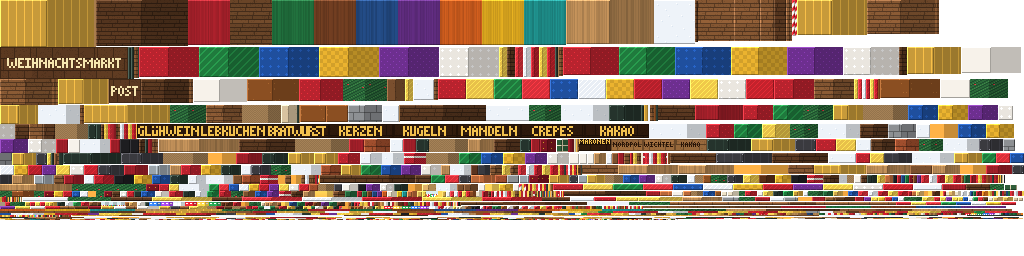 WEIHNACHTSMARKT
POST
GLÜHWEIN LEBKUCHEN BRATWURST KERZEN KUGELN MANDELN CREPES KAKAO
MARONEN
NORDPOL WICHTEL KAKAO